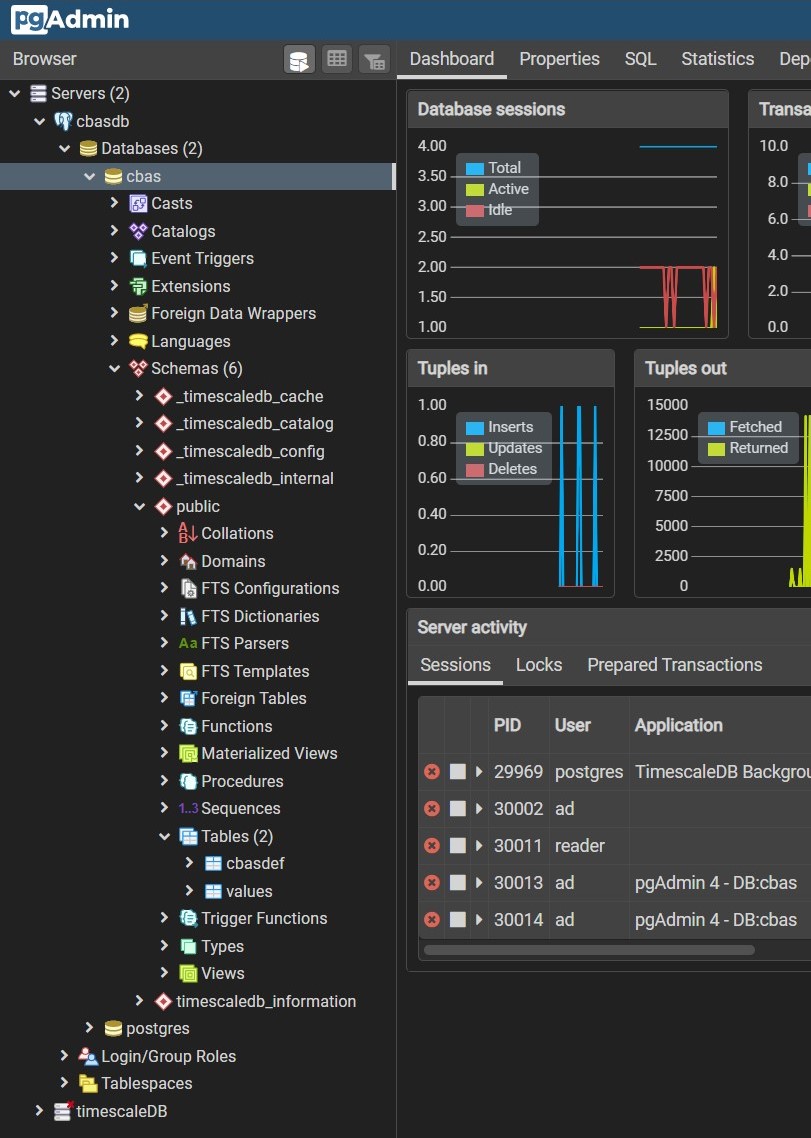 pgAdmin
Browser
Dashboard Properties SQL Statistics
Servers (2)
cbasdb
Databases (2)
cbas
Casts
Catalogs
Event Triggers
Extensions
Foreign Data Wrappers
Languages
Schemas (6)
_timescaledb_cache
_timescaledb_catalog
_timescaledb_config
_timescaledb_internal
public
Collations
Domains
FTS Configurations
FTS Dictionaries
Aa FTS Parsers
FTS Templates
Foreign Tables
Functions
Materialized Views
Procedures
1..3 Sequences
Tables (2)
cbasdef
values
Trigger Functions
Types
Views
timescaledb_information
postgres
Login/Group Roles
Tablespaces
timescaleDB
Database sessions
4.00
3.50
3.00
2.50
2.00
1.50
1.00
Total
Active
Idle
Transa
10.0
8.0
6.0
4.0
2.0
0.0
Tuples in
1.00
0.80
0.60
0.40
0.20
0.00
Inserts
Updates
Deletes
Tuples out
15000
12500
10000
7500
5000
2500
0
Fetched
Returned
Server activity
Sessions Locks Prepared Transactions
PID User Application
29969 postgres TimescaleDB Backgrou
30002 ad
30011 reader
30013 ad pgAdmin 4 - DB:cbas
30014 ad pgAdmin 4 - DB:cbas